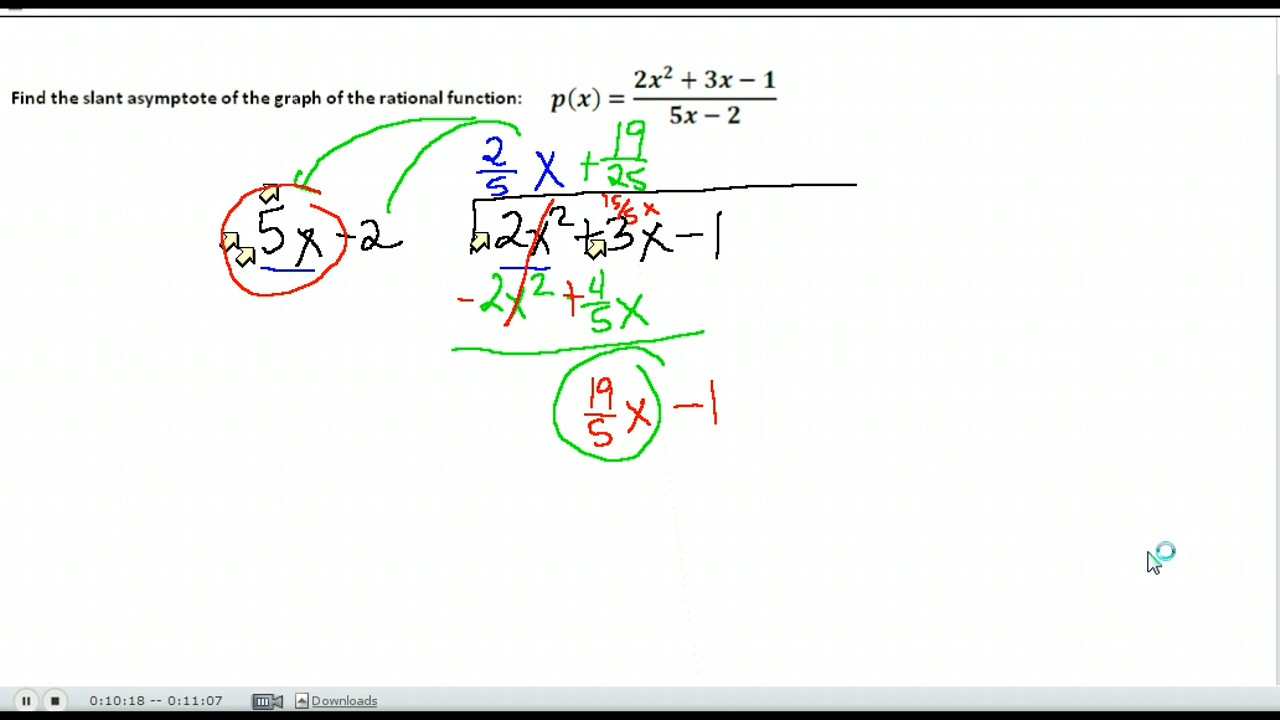 Find the slant asymptote of the graph of the rational function: p(x) = (2x² + 3x − 1)/(5x − 2)
2/5 x + 19/25
15/5 x
5x - 2 2x² + 3x - 1
- 2x² + 4/5 x
19/5 x - 1
0:10:18 -- 0:11:07 Downloads